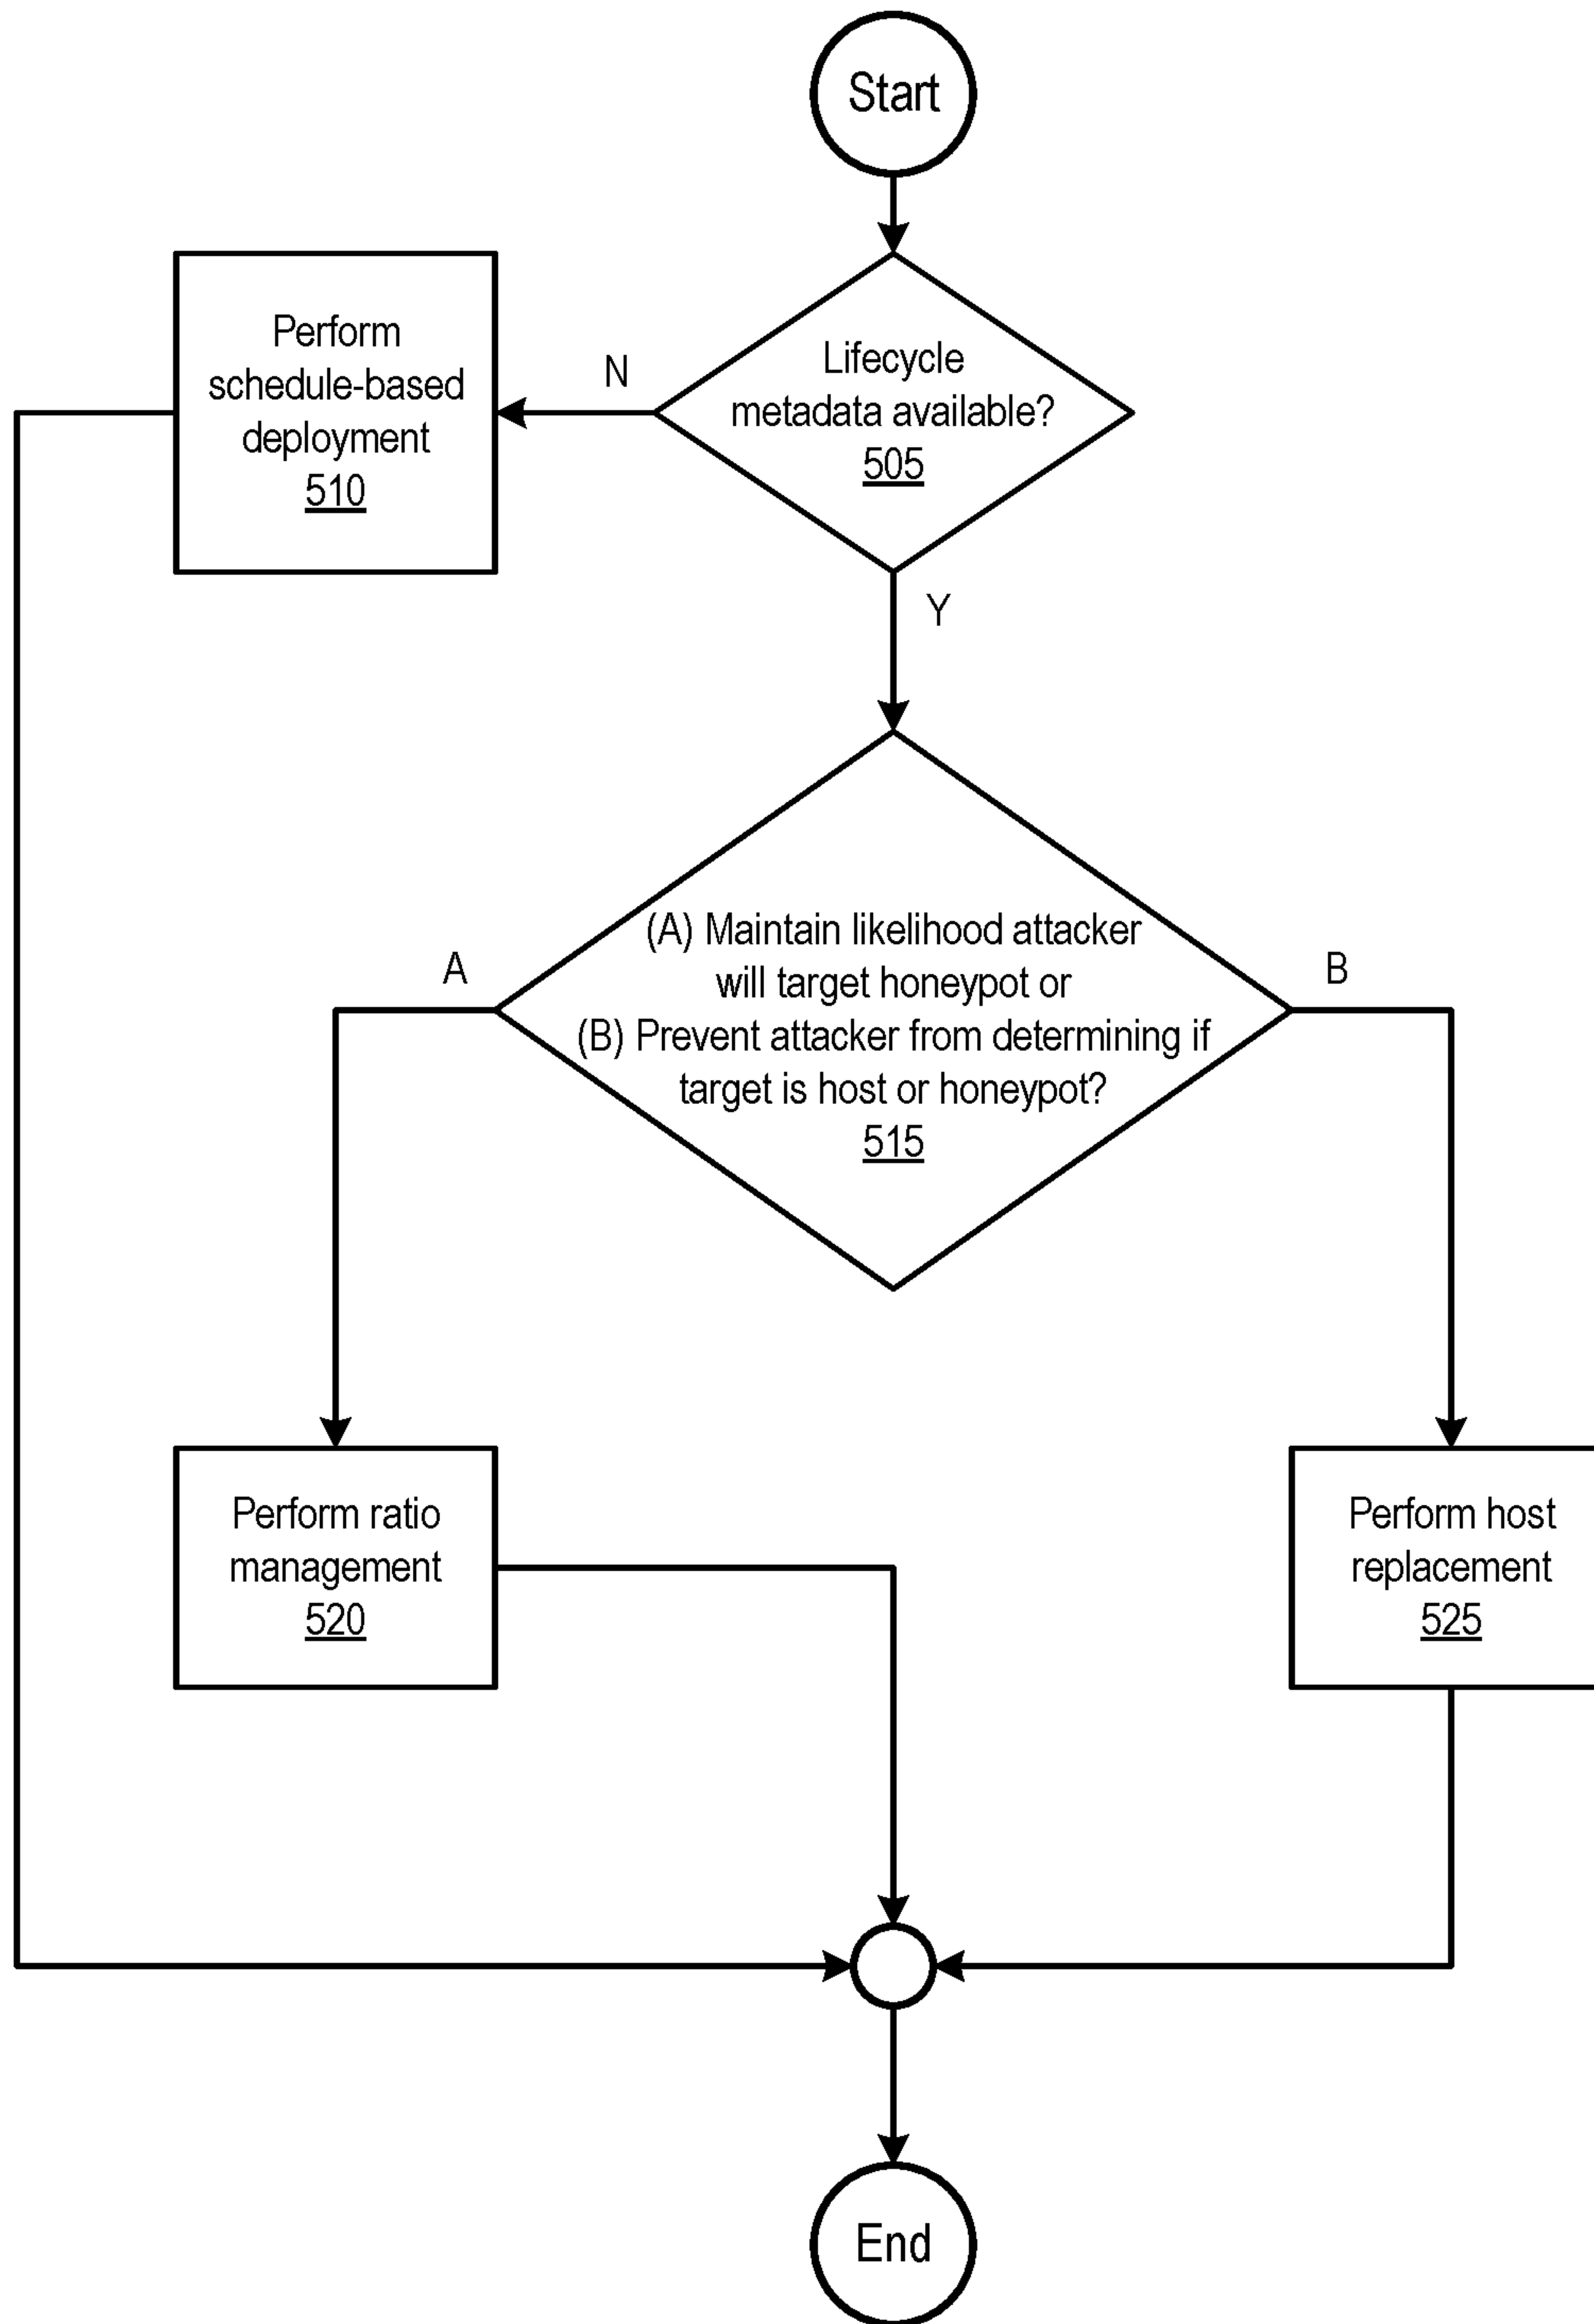 Start
Perform
schedule-based
deployment
510
N
Lifecycle
metadata available?
505
Y
(A) Maintain likelihood attacker
will target honeypot or
(B) Prevent attacker from determining if
target is host or honeypot?
515
A
B
Perform ratio
management
520
Perform host
replacement
525
End